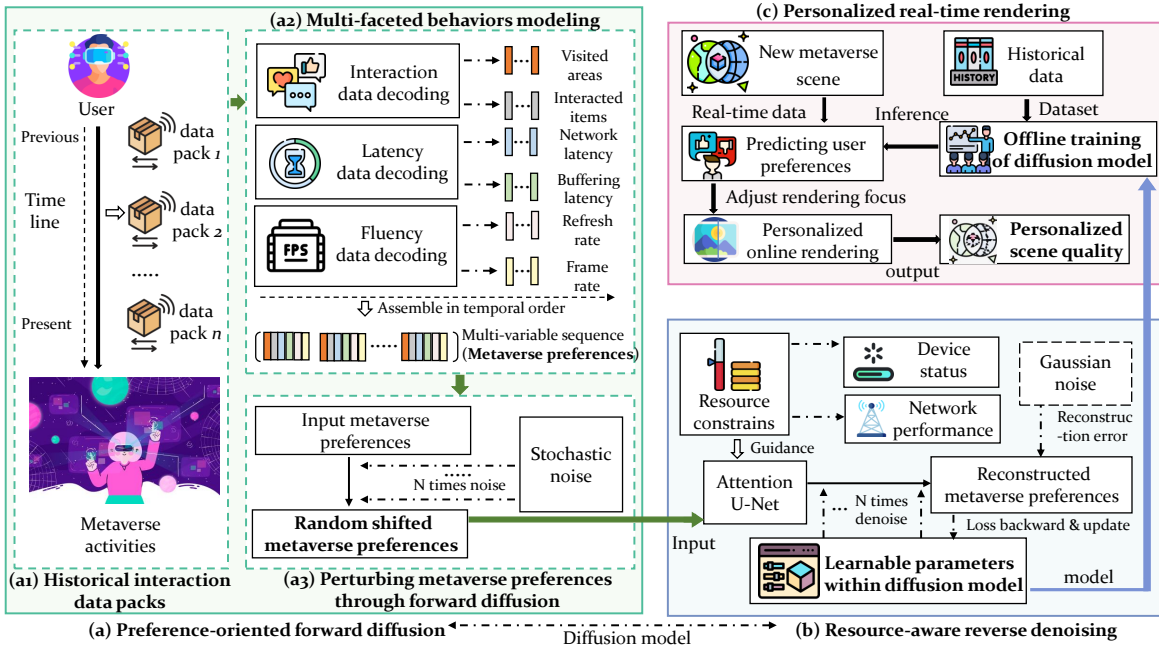 (a2) Multi-faceted behaviors modeling
User
Previous
Time
line
Present
data
pack 1
data
pack 2
.....
data
pack n
Metaverse
activities
(a1) Historical interaction
data packs
Interaction
data decoding
Visited
areas
Interacted
items
Latency
data decoding
Network
latency
Buffering
latency
FPS
Fluency
data decoding
Refresh
rate
Frame
rate
Assemble in temporal order
Multi-variable sequence
(Metaverse preferences)
Input metaverse
preferences
Stochastic
noise
......
N times noise
Random shifted
metaverse preferences
(a3) Perturbing metaverse preferences
through forward diffusion
(a) Preference-oriented forward diffusion
Diffusion model
(c) Personalized real-time rendering
New metaverse
scene
HISTORY
Historical
data
Real-time data
Inference
Dataset
Predicting user
preferences
Offline training
of diffusion model
Adjust rendering focus
Personalized
online rendering
output
Personalized
scene quality
Resource
constrains
Device
status
Network
performance
Gaussian
noise
Reconstruc
-tion error
Guidance
Attention
U-Net
Input
... N times
denoise
Reconstructed
metaverse preferences
Loss backward & update
Learnable parameters
within diffusion model
model
(b) Resource-aware reverse denoising